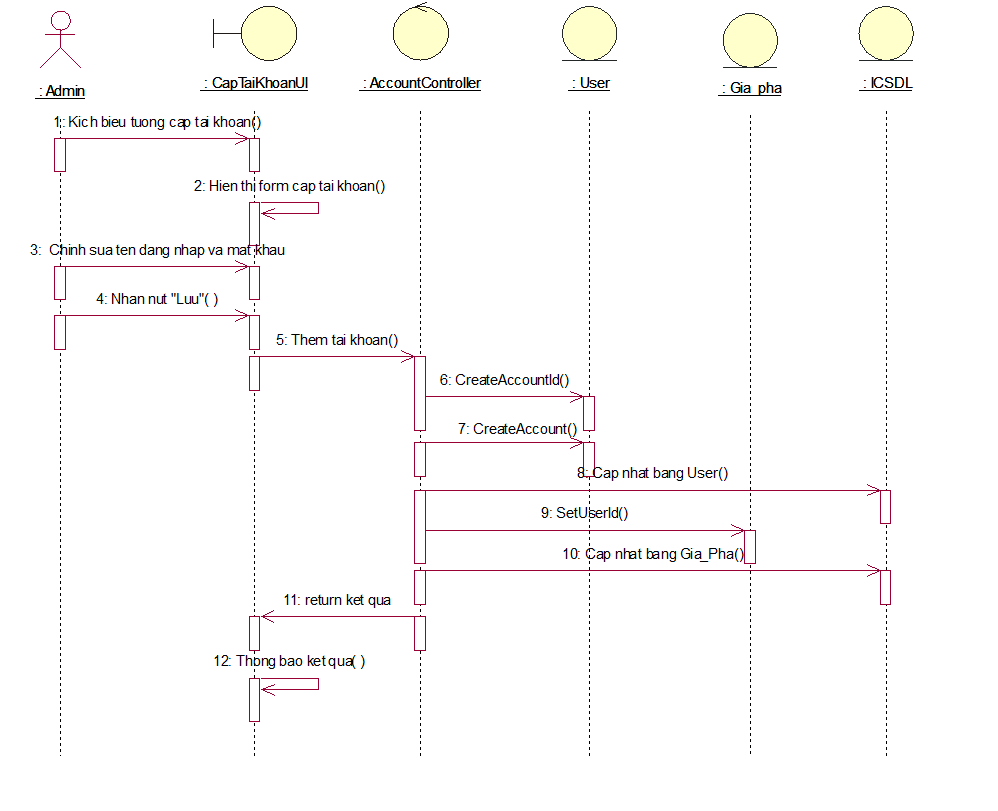 : Admin
: CapTaiKhoanUI
: AccountController
: User
: Gia_pha
: ICSDL
1: Kich bieu tuong cap tai khoan()
2: Hien thi form cap tai khoan()
3: Chinh sua ten dang nhap va mat khau
4: Nhan nut "Luu"( )
5: Them tai khoan()
6: CreateAccountId()
7: CreateAccount()
8: Cap nhat bang User()
9: SetUserId()
10: Cap nhat bang Gia_Pha()
11: return ket qua
12: Thong bao ket qua( )